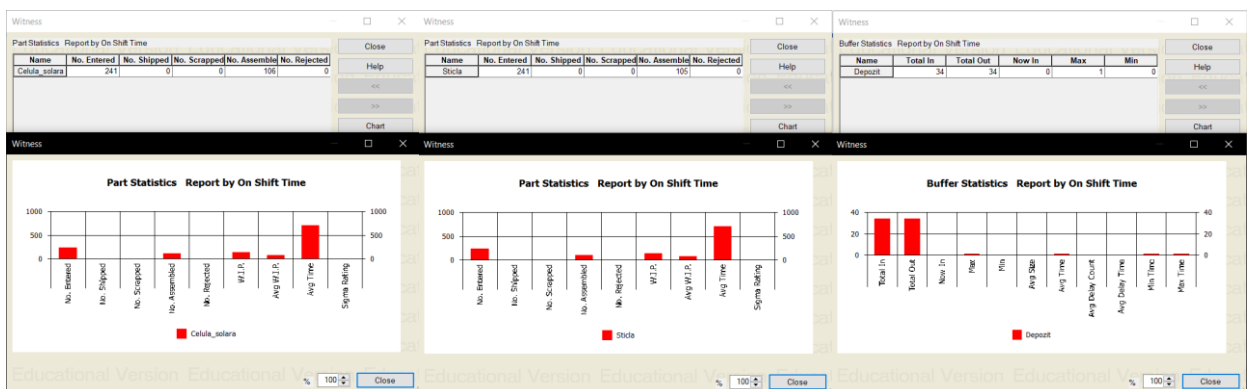 Witness
Part Statistics Report by On Shift Time
Name No. Entered No. Shipped No. Scrapped No. Assemble No. Rejected
Celula_solara 241 0 0 106 0
Close
Help
<<
>>
Chart
Witness
Part Statistics Report by On Shift Time
Name No. Entered No. Shipped No. Scrapped No. Assemble No. Rejected
Sticla 241 0 0 105 0
Close
Help
<<
>>
Chart
Witness
Buffer Statistics Report by On Shift Time
Name Total In Total Out Now In Max Min
Depozit 34 34 0 1 0
Close
Help
<<
>>
Chart
Witness
Part Statistics Report by On Shift Time
1000 1000
500 500
0 0
No. Entered
No. Shipped
No. Scrapped
No. Assembled
No. Rejected
W.I.P.
Avg W.I.P.
Avg Time
Sigma Rating
Celula_solara
Educational Version Educational
% 100 Close
Witness
Part Statistics Report by On Shift Time
1000 1000
500 500
0 0
No. Entered
No. Shipped
No. Scrapped
No. Assembled
No. Rejected
W.I.P.
Avg W.I.P.
Avg Time
Sigma Rating
Sticla
Educational Version Educational
% 100 Close
Witness
Buffer Statistics Report by On Shift Time
40 40
20 20
0 0
Total In
Total Out
Now In
Max
Min
Avg Size
Avg Time
Avg Delay Count
Avg Delay Time
Min Time
Max Time
Depozit
Educational Version Educational
% 100 Close